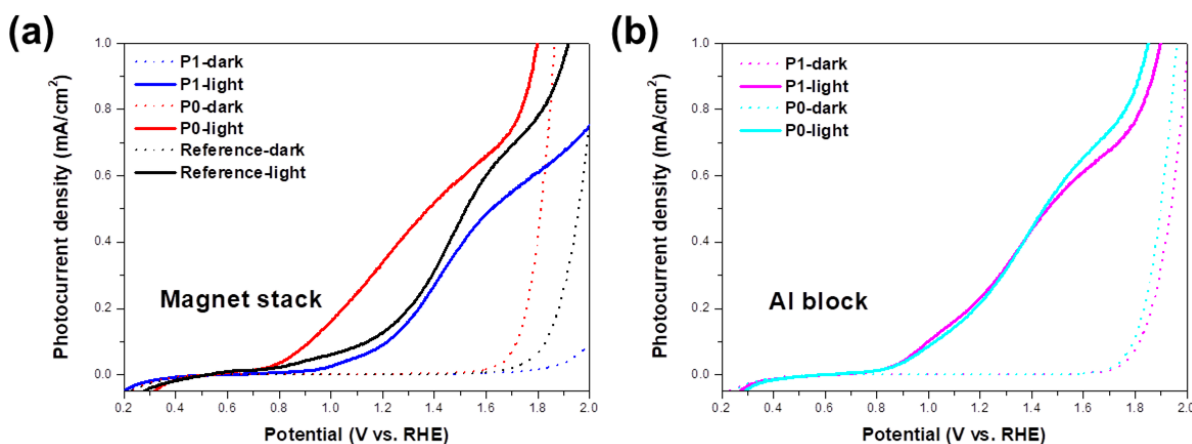 (a)
Photocurrent density (mA/cm²)
1.0
0.8
0.6
0.4
0.2
0.0
P1-dark
P1-light
P0-dark
P0-light
Reference-dark
Reference-light
Magnet stack
0.2 0.4 0.6 0.8 1.0 1.2 1.4 1.6 1.8 2.0
Potential (V vs. RHE)
(b)
Photocurrent density (mA/cm²)
1.0
0.8
0.6
0.4
0.2
0.0
P1-dark
P1-light
P0-dark
P0-light
Al block
0.2 0.4 0.6 0.8 1.0 1.2 1.4 1.6 1.8 2.0
Potential (V vs. RHE)